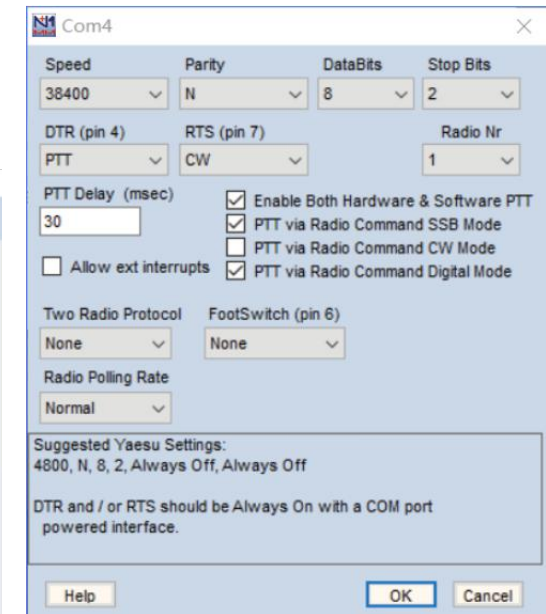 N1
Com4
Speed Parity DataBits Stop Bits
38400 N 8 2
DTR (pin 4) RTS (pin 7) Radio Nr
PTT CW 1
PTT Delay (msec)
30
Enable Both Hardware & Software PTT
PTT via Radio Command SSB Mode
PTT via Radio Command CW Mode
Allow ext interrupts PTT via Radio Command Digital Mode
Two Radio Protocol FootSwitch (pin 6)
None None
Radio Polling Rate
Normal
Suggested Yaesu Settings:
4800, N, 8, 2, Always Off, Always Off
DTR and / or RTS should be Always On with a COM port
powered interface.
Help OK Cancel